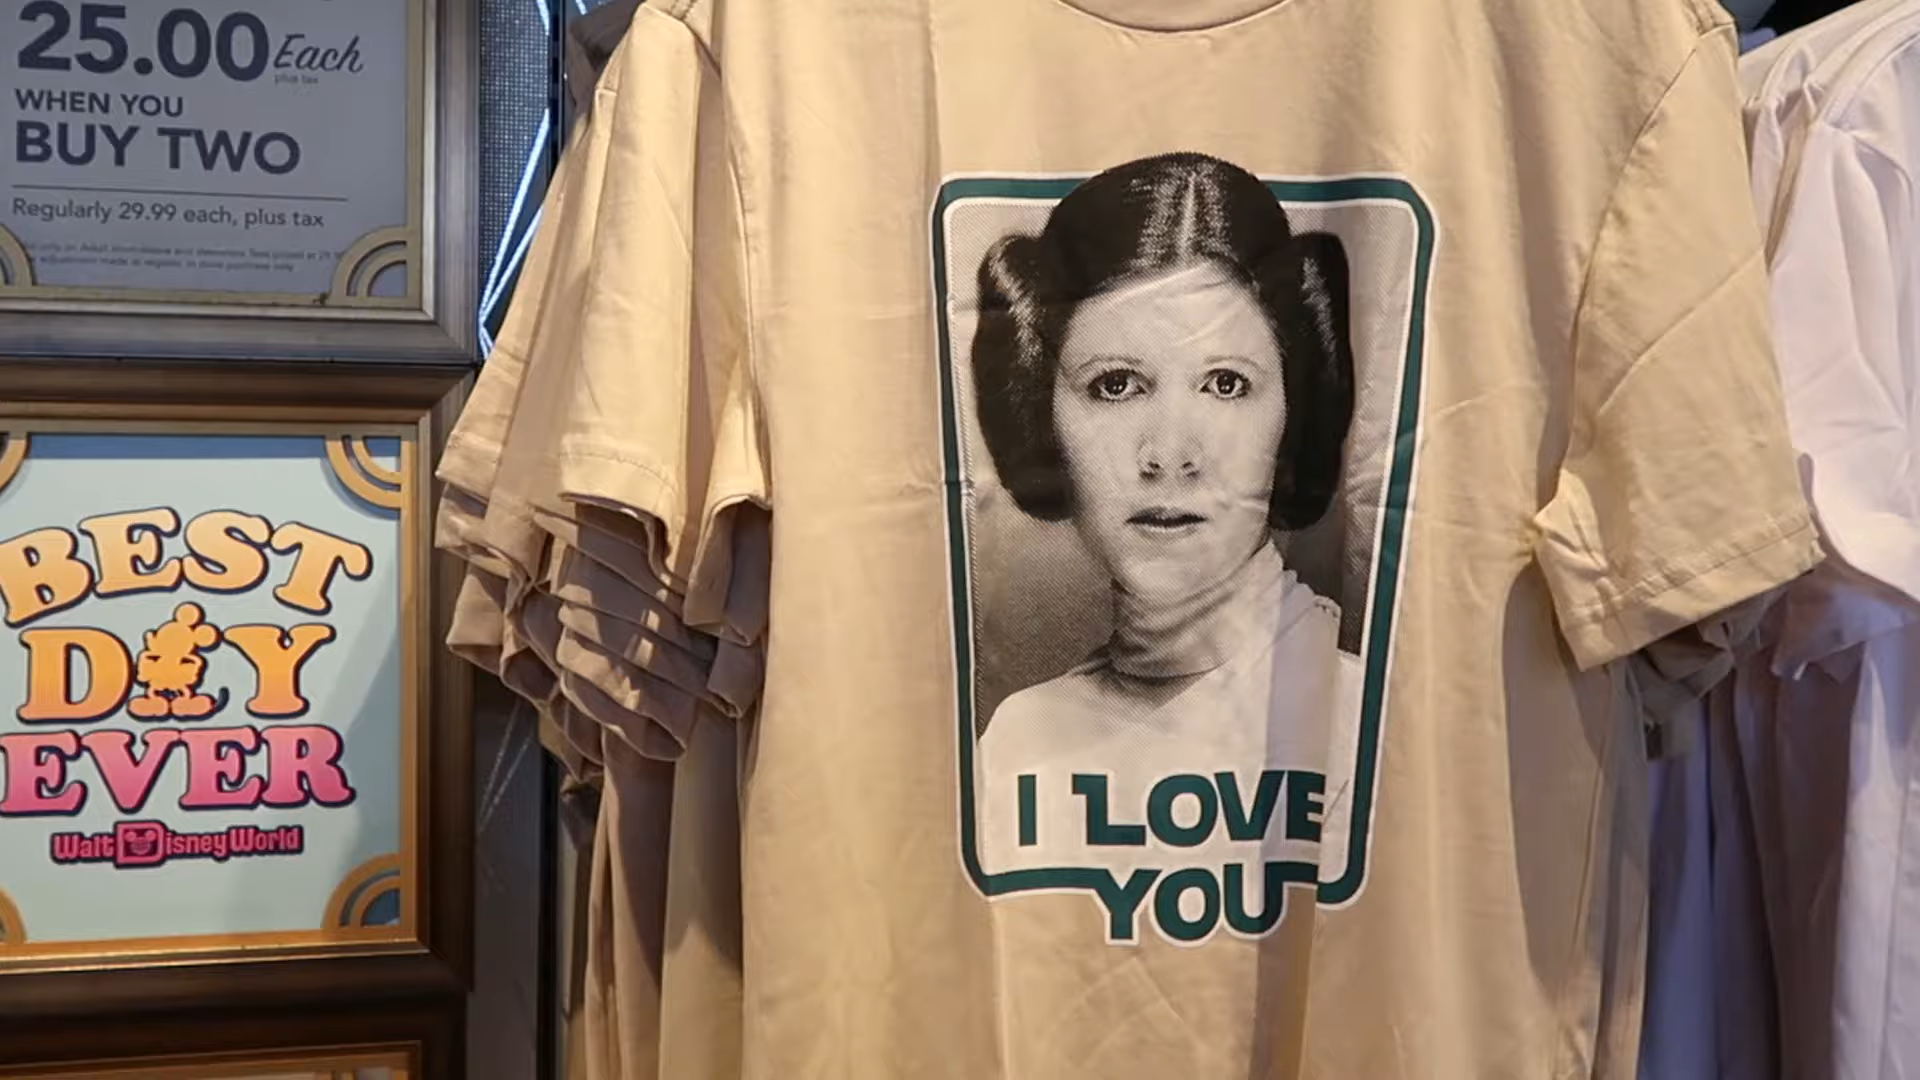 25.00 Each
plus tax
WHEN YOU
BUY TWO
Regularly 29.99 each, plus tax
BEST
DAY
EVER
Walt Disney World
I LOVE
YOU